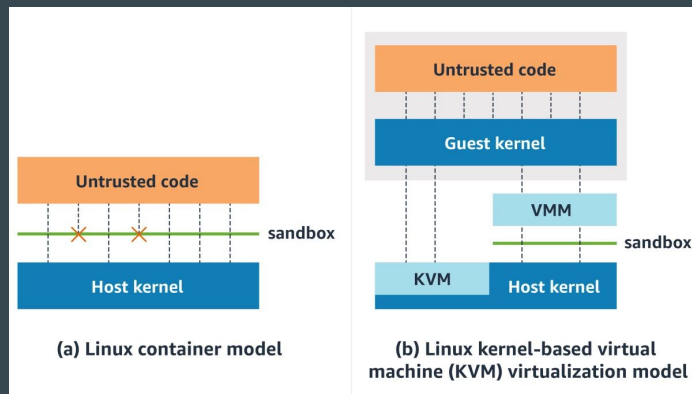 Untrusted code
sandbox
Host kernel
(a) Linux container model
Untrusted code
Guest kernel
VMM
sandbox
KVM
Host kernel
(b) Linux kernel-based virtual
machine (KVM) virtualization model